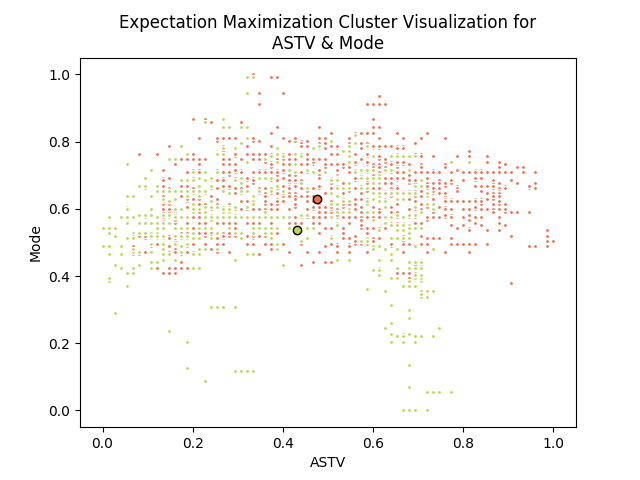 Expectation Maximization Cluster Visualization for
ASTV & Mode
1.0
0.8
0.6
0.4
0.2
0.0
Mode
0.0 0.2 0.4 0.6 0.8 1.0
ASTV